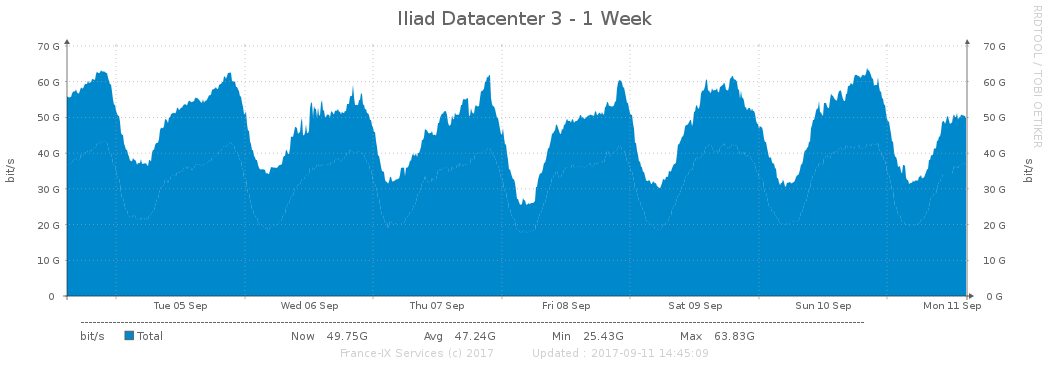 Iliad Datacenter 3 - 1 Week
RRDTOOL / TOBI OETIKER
70 G 70 G
60 G 60 G
50 G 50 G
40 G 40 G
30 G 30 G
20 G 20 G
10 G 10 G
0 0 G
bit/s bit/s
Tue 05 Sep Wed 06 Sep Thu 07 Sep Fri 08 Sep Sat 09 Sep Sun 10 Sep Mon 11 Sep
bit/s Total Now 49.75G Avg 47.24G Min 25.43G Max 63.83G
France-IX Services (c) 2017 Updated : 2017-09-11 14:45:09